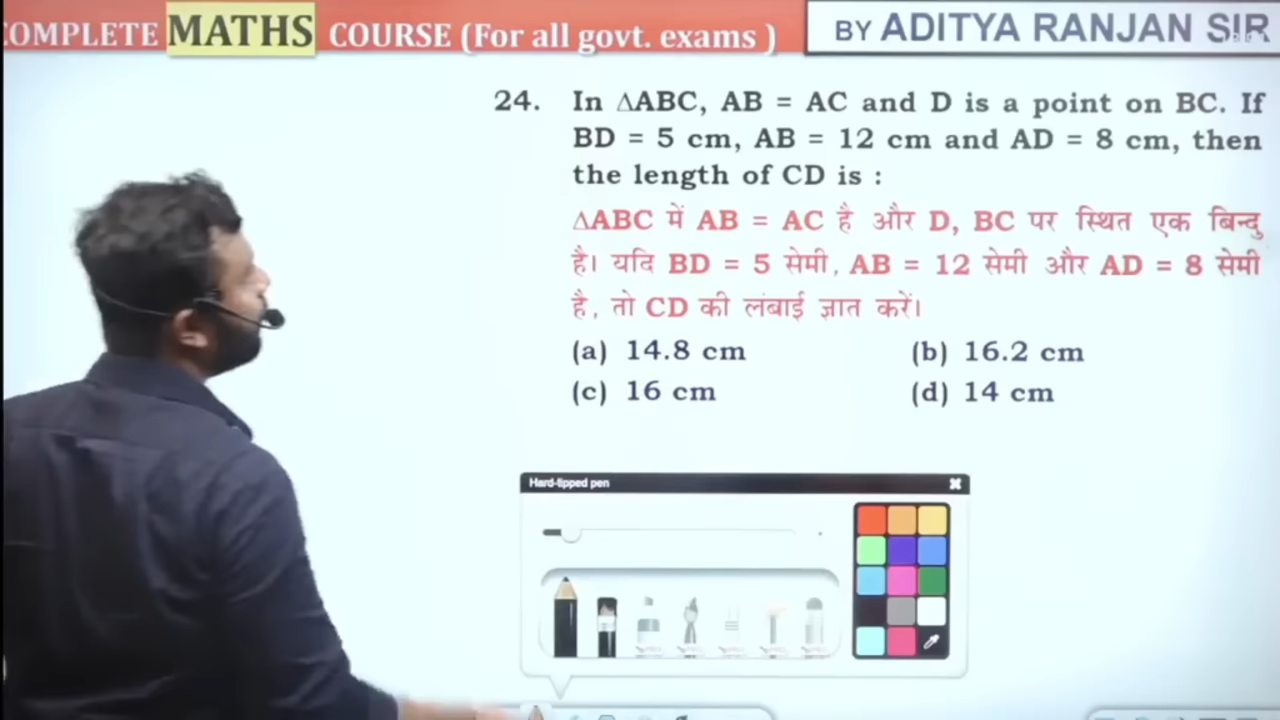 COMPLETE MATHS COURSE (For all govt. exams )
BY ADITYA RANJAN SIR
24. In ΔABC, AB = AC and D is a point on BC. If
BD = 5 cm, AB = 12 cm and AD = 8 cm, then
the length of CD is :
ΔABC में AB = AC है और D, BC पर स्थित एक बिन्दु
है। यदि BD = 5 सेमी, AB = 12 सेमी और AD = 8 सेमी
है, तो CD की लंबाई ज्ञात करें।
(a) 14.8 cm (b) 16.2 cm
(c) 16 cm (d) 14 cm
Hard-tipped pen